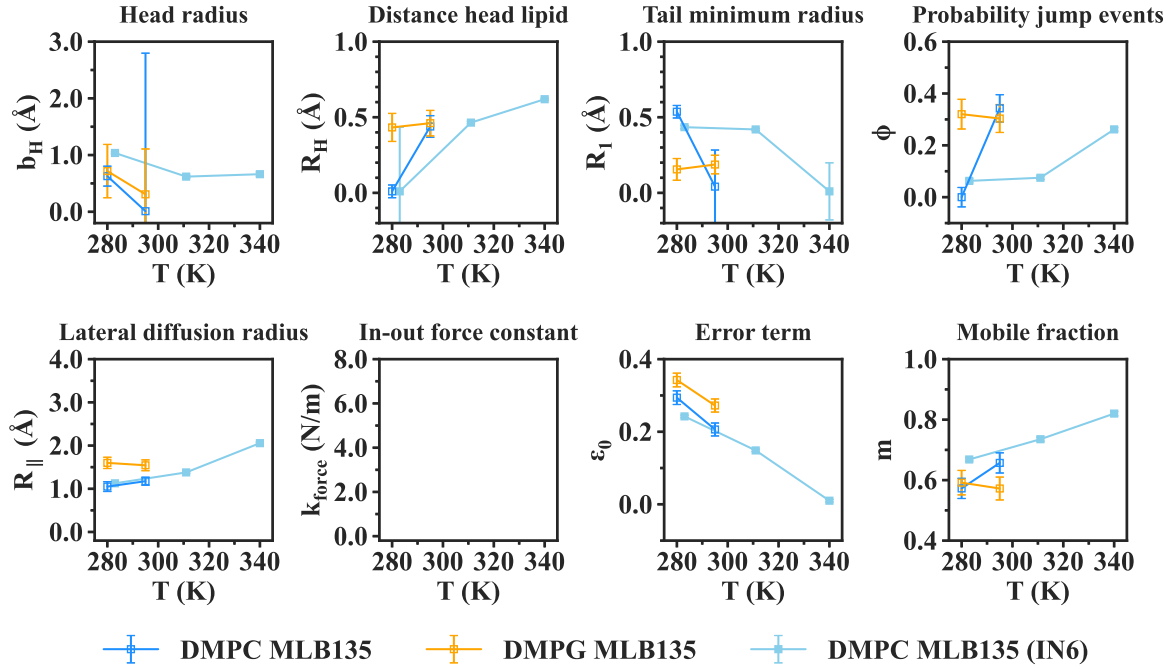 Head radius
Distance head lipid
Tail minimum radius
Probability jump events
b_H (Å)
3.0
2.0
1.0
0.0
280 300 320 340
T (K)
R_H (Å)
1.0
0.5
0.0
280 300 320 340
T (K)
R_1 (Å)
1.0
0.5
0.0
280 300 320 340
T (K)
ϕ
0.6
0.4
0.2
0.0
280 300 320 340
T (K)
Lateral diffusion radius
In-out force constant
Error term
Mobile fraction
R_∥ (Å)
4.0
3.0
2.0
1.0
0.0
280 300 320 340
T (K)
k_force (N/m)
8.0
6.0
4.0
2.0
0.0
280 300 320 340
T (K)
ε_0
0.4
0.2
0.0
280 300 320 340
T (K)
m
1.0
0.8
0.6
0.4
280 300 320 340
T (K)
DMPC MLB135
DMPG MLB135
DMPC MLB135 (IN6)